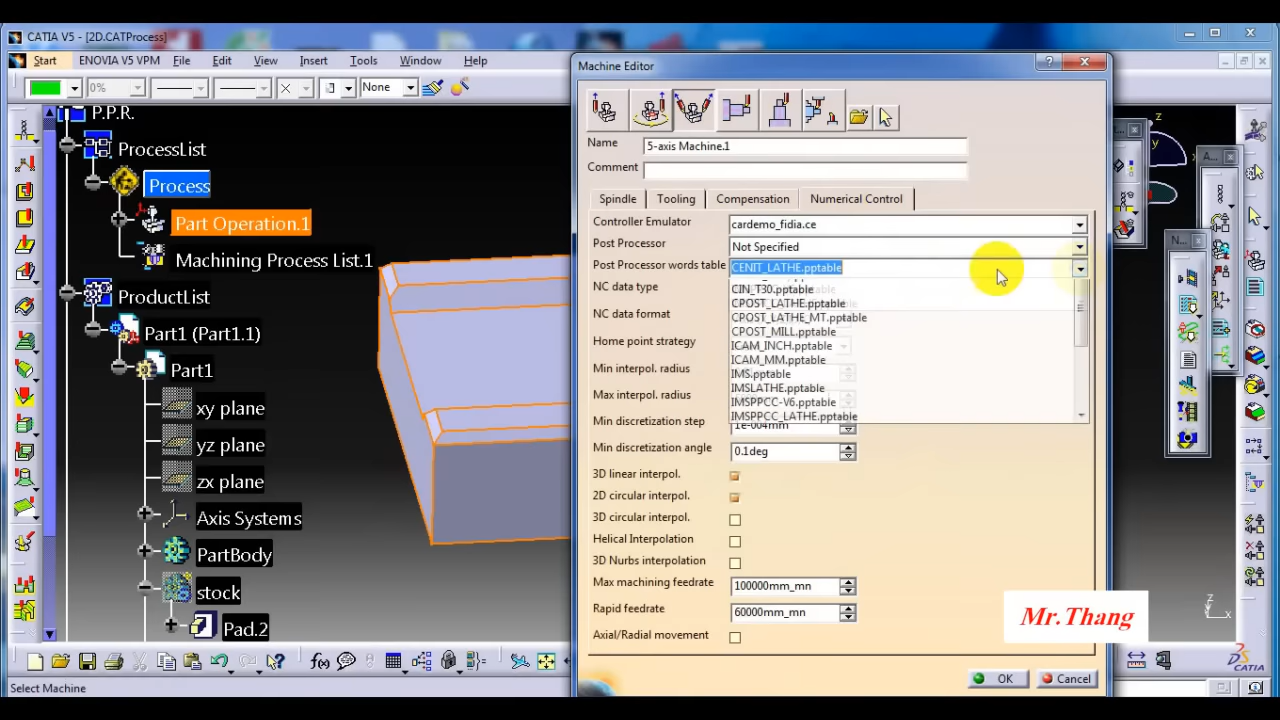 CATIA V5 - [2D.CATProcess]
Start ENOVIA V5 VPM File Edit View Insert Tools Window Help
0% None
P.P.R.
ProcessList
Process
Part Operation.1
Machining Process List.1
ProductList
Part1 (Part1.1)
Part1
xy plane
yz plane
zx plane
Axis Systems
PartBody
stock
Pad.2
Select Machine
Machine Editor
Name 5-axis Machine.1
Comment
Spindle Tooling Compensation Numerical Control
Controller Emulator cardemo_fidia.ce
Post Processor Not Specified
Post Processor words table CENIT_LATHE.pptable
NC data type
CIN_T30.pptable
CPOST_LATHE.pptable
NC data format
CPOST_LATHE_MT.pptable
CPOST_MILL.pptable
Home point strategy
ICAM_INCH.pptable
ICAM_MM.pptable
Min interpol. radius
IMS.pptable
IMSLATHE.pptable
Max interpol. radius
IMSPPCC-V6.pptable
IMSPPCC_LATHE.pptable
Min discretization step 1e-004mm
Min discretization angle 0.1deg
3D linear interpol.
2D circular interpol.
3D circular interpol.
Helical Interpolation
3D Nurbs interpolation
Max machining feedrate 100000mm_mn
Rapid feedrate 60000mm_mn
Axial/Radial movement
OK Cancel
Mr.Thang
A...
N...
z
y
x
f(x)
z
CATIA